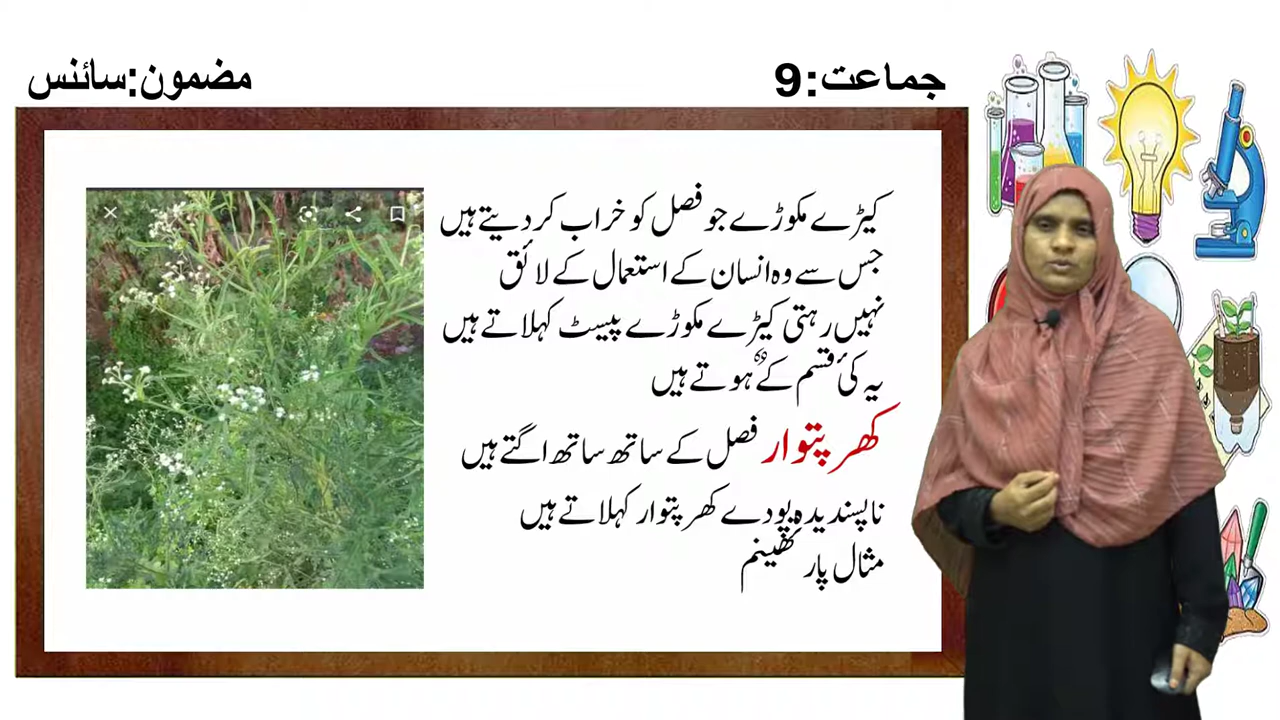 جماعت:9
مضمون:سائنس
کیڑے مکوڑے جو فصل کو خراب کر دیتے ہیں
جس سے وہ انسان کے استعمال کے لائق
نہیں رہتی کیڑے مکوڑے پیسٹ کہلاتے ہیں
یہ کئی قسم کے ہوتے ہیں
کھر پتوار فصل کے ساتھ ساتھ اگتے ہیں
ناپسندیدہ پودے کھر پتوار کہلاتے ہیں
مثال پار تھینم